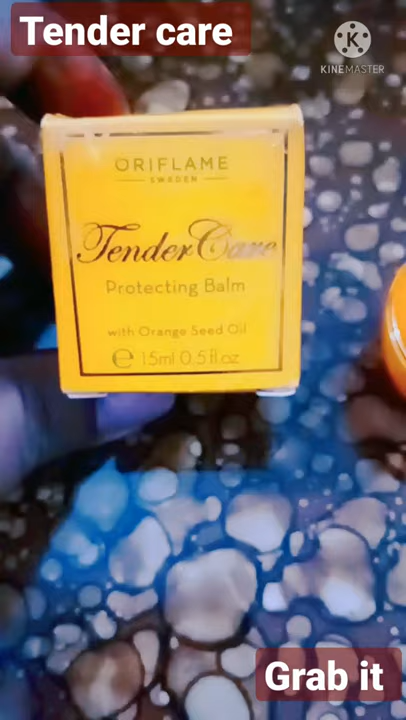 Tender care
KINEMASTER
ORIFLAME
SWEDEN
Tender Care
Protecting Balm
with Orange Seed Oil
e 15ml 0.5 fl.oz
Grab it